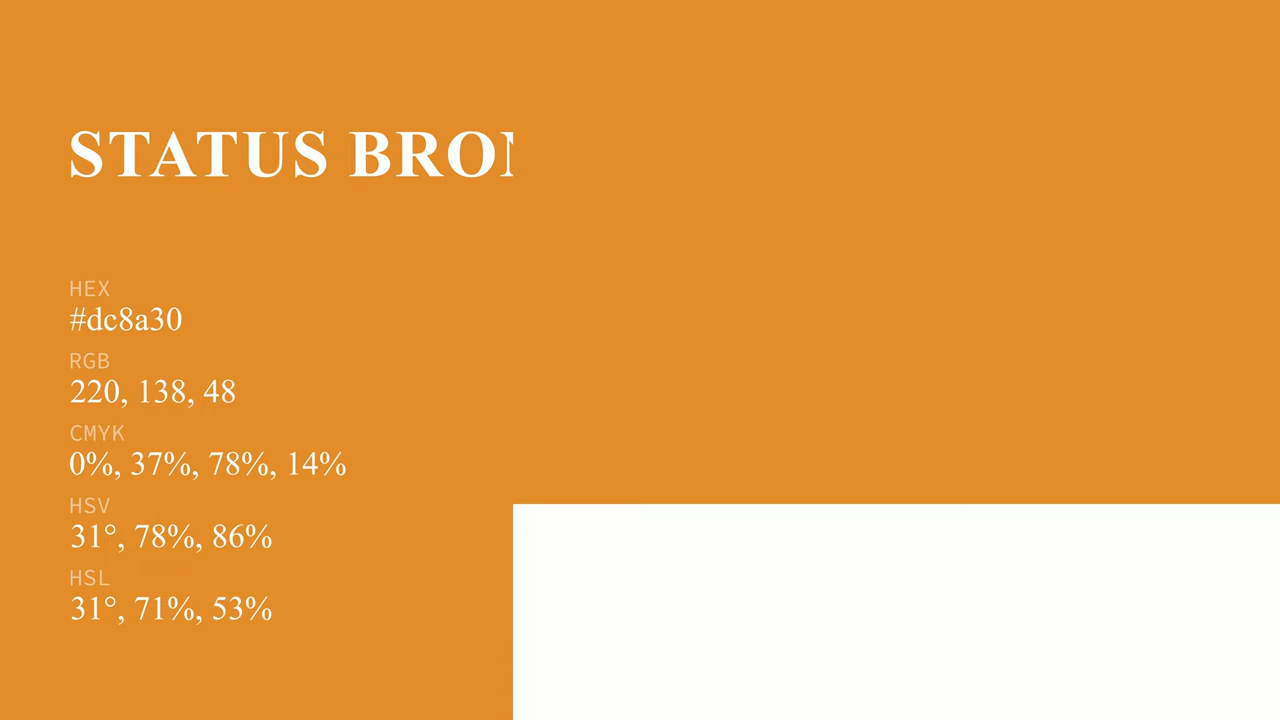 STATUS BRO
HEX
#dc8a30
RGB
220, 138, 48
CMYK
0%, 37%, 78%, 14%
HSV
31°, 78%, 86%
HSL
31°, 71%, 53%